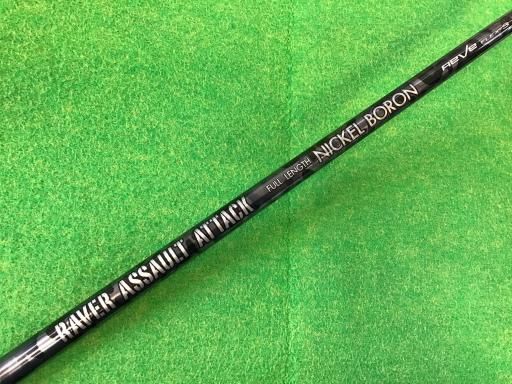 RAVER-ASSAULT ATTACK FULL LENGTH NICKEL BORON ReVe